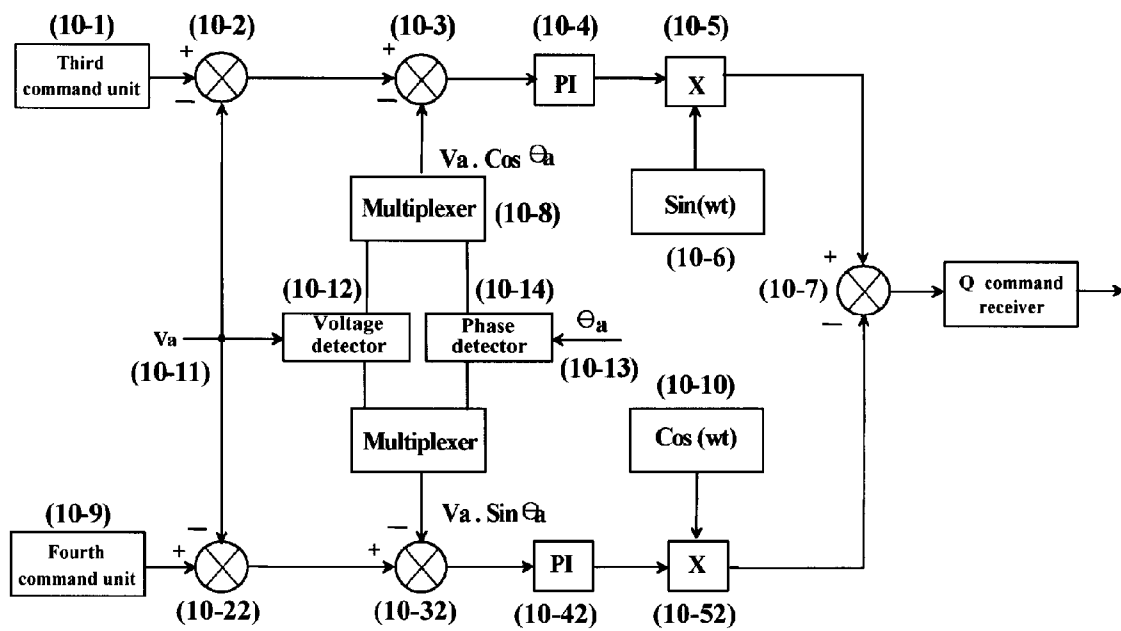 (10-1)
(10-2)
(10-3)
(10-4)
(10-5)
Third
command unit
+
−
+
−
PI
X
Va . Cos Θa
Multiplexer
(10-8)
Sin(wt)
(10-6)
(10-12)
(10-14)
+
(10-7)
−
Q command
receiver
Va
(10-11)
Voltage
detector
Phase
detector
Θa
(10-13)
(10-10)
Multiplexer
Cos (wt)
Va . Sin Θa
(10-9)
Fourth
command unit
−
+
−
+
PI
X
(10-22)
(10-32)
(10-42)
(10-52)